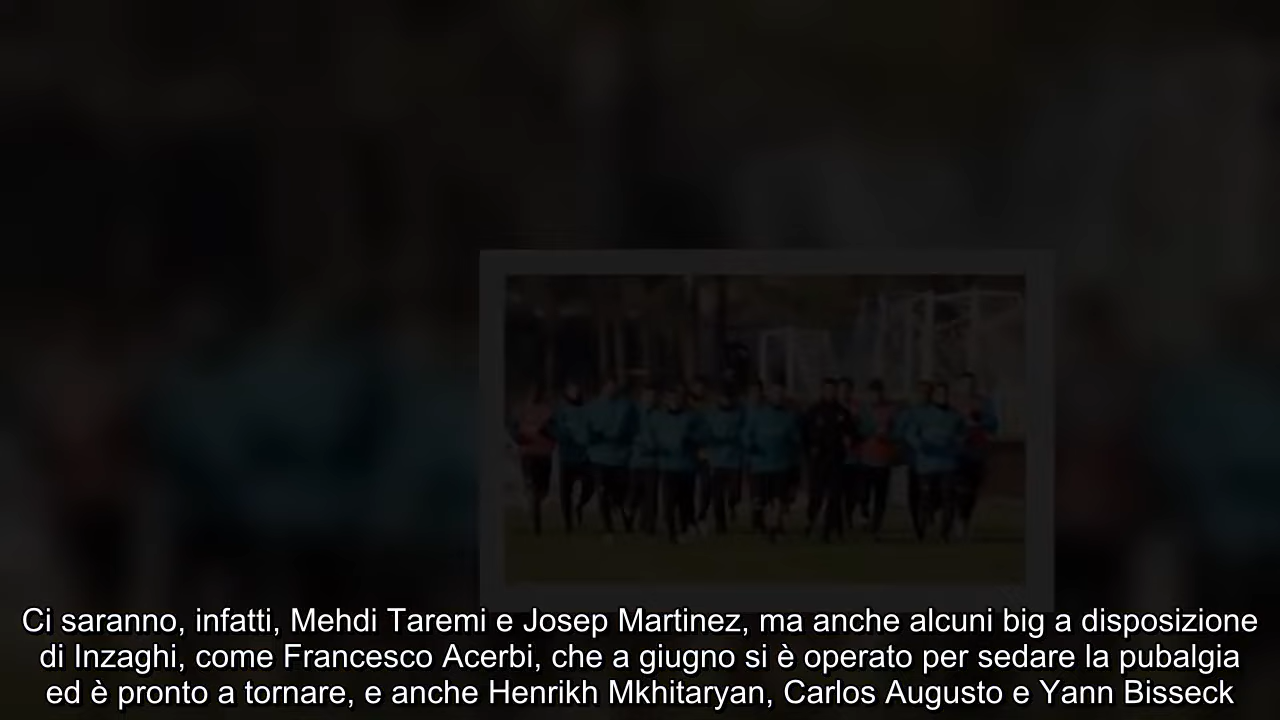 Ci saranno, infatti, Mehdi Taremi e Josep Martinez, ma anche alcuni big a disposizione
di Inzaghi, come Francesco Acerbi, che a giugno si è operato per sedare la pubalgia
ed è pronto a tornare, e anche Henrikh Mkhitaryan, Carlos Augusto e Yann Bisseck